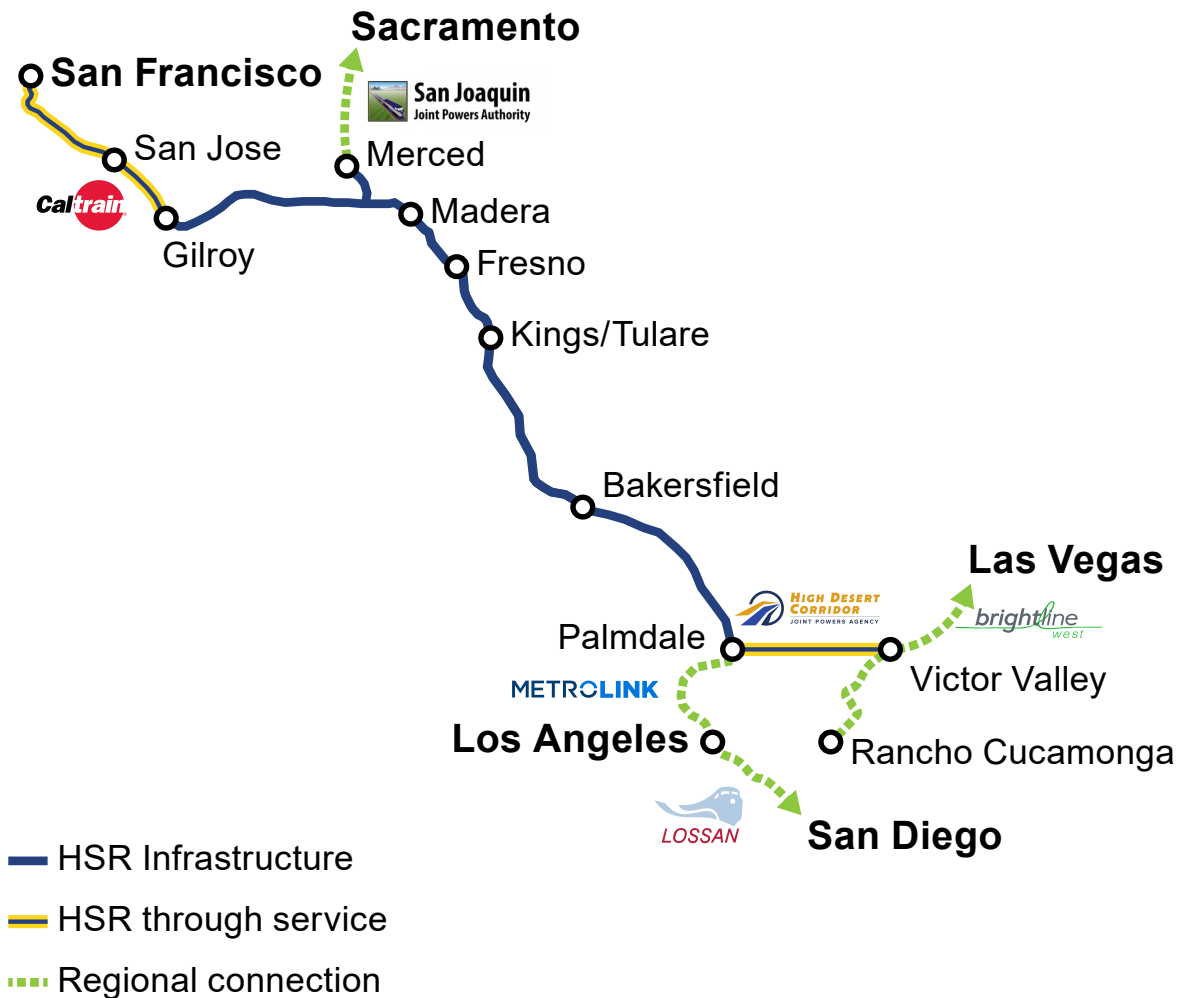 Sacramento
San Francisco
San Joaquin
Joint Powers Authority
San Jose
Merced
Caltrain
Madera
Gilroy
Fresno
Kings/Tulare
Bakersfield
Las Vegas
HIGH DESERT
CORRIDOR
JOINT POWERS AGENCY
brightline
west
Palmdale
Victor Valley
METROLINK
Los Angeles
Rancho Cucamonga
LOSSAN
San Diego
HSR Infrastructure
HSR through service
Regional connection